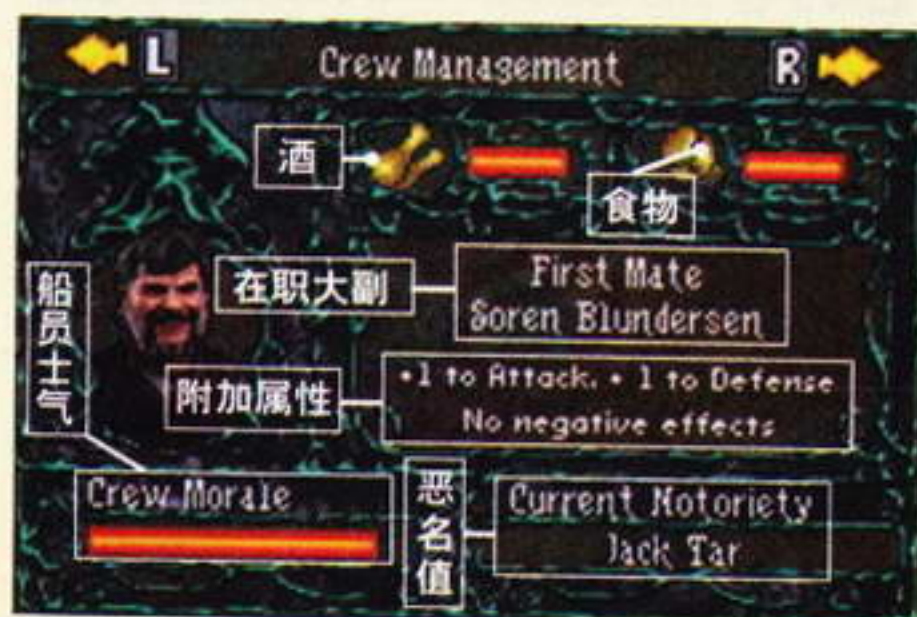 L Crew Management R
酒
食物
在职大副
First Mate
Soren Blundersen
船员士气
附加属性
+1 to Attack. + 1 to Defense
No negative effects
Crew Morale
恶名值
Current Notoriety
Jack Tar